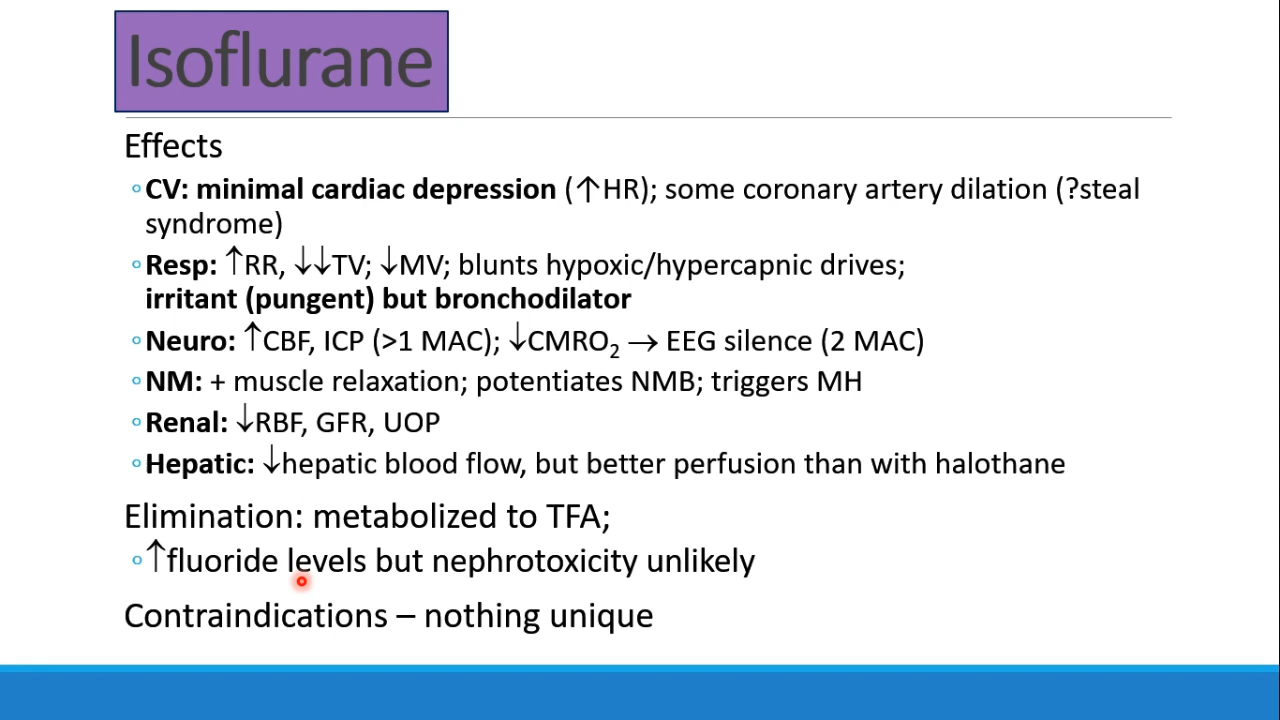 Isoflurane
Effects
◦CV: minimal cardiac depression (↑HR); some coronary artery dilation (?steal
syndrome)
◦Resp: ↑RR, ↓↓TV; ↓MV; blunts hypoxic/hypercapnic drives;
irritant (pungent) but bronchodilator
◦Neuro: ↑CBF, ICP (>1 MAC); ↓CMRO₂ → EEG silence (2 MAC)
◦NM: + muscle relaxation; potentiates NMB; triggers MH
◦Renal: ↓RBF, GFR, UOP
◦Hepatic: ↓hepatic blood flow, but better perfusion than with halothane
Elimination: metabolized to TFA;
◦↑fluoride levels but nephrotoxicity unlikely
Contraindications – nothing unique